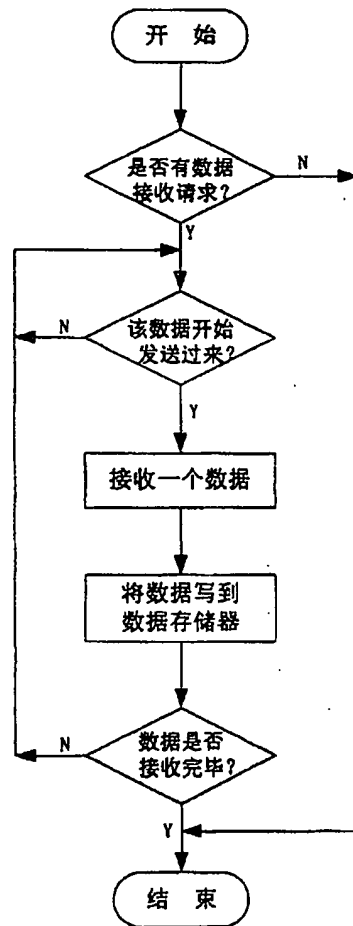 开 始
是否有数据
接收请求?
N
Y
该数据开始
发送过来?
N
Y
接收一个数据
将数据写到
数据存储器
数据是否
接收完毕?
N
Y
结 束